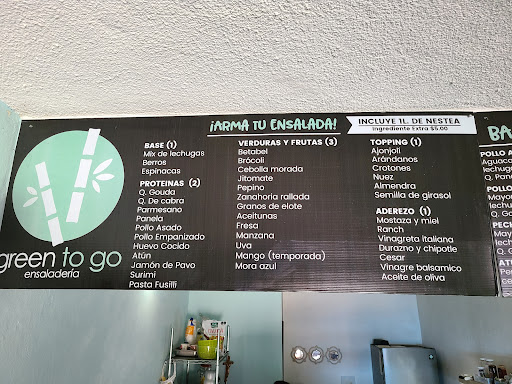 green to go
ensaladería
¡ARMA TU ENSALADA!
INCLUYE 1L. DE NESTEA
Ingrediente Extra $5.00
BASE (1)
Mix de lechugas
Berros
Espinacas
PROTEINAS (2)
Q. Gouda
Q. De cabra
Parmesano
Panela
Pollo Asado
Pollo Empanizado
Huevo Cocido
Atún
Jamón de Pavo
Surimi
Pasta Fusilli
VERDURAS Y FRUTAS (3)
Betabel
Brócoli
Cebolla morada
Jitomate
Pepino
Zanahoria rallada
Granos de elote
Aceitunas
Fresa
Manzana
Uva
Mango (temporada)
Mora azul
TOPPING (1)
Ajonjolí
Arándanos
Crotones
Nuez
Almendra
Semilla de girasol
ADEREZO (1)
Mostaza y miel
Ranch
Vinagreta italiana
Durazno y chipotle
Cesar
Vinagre balsamico
Aceite de oliva